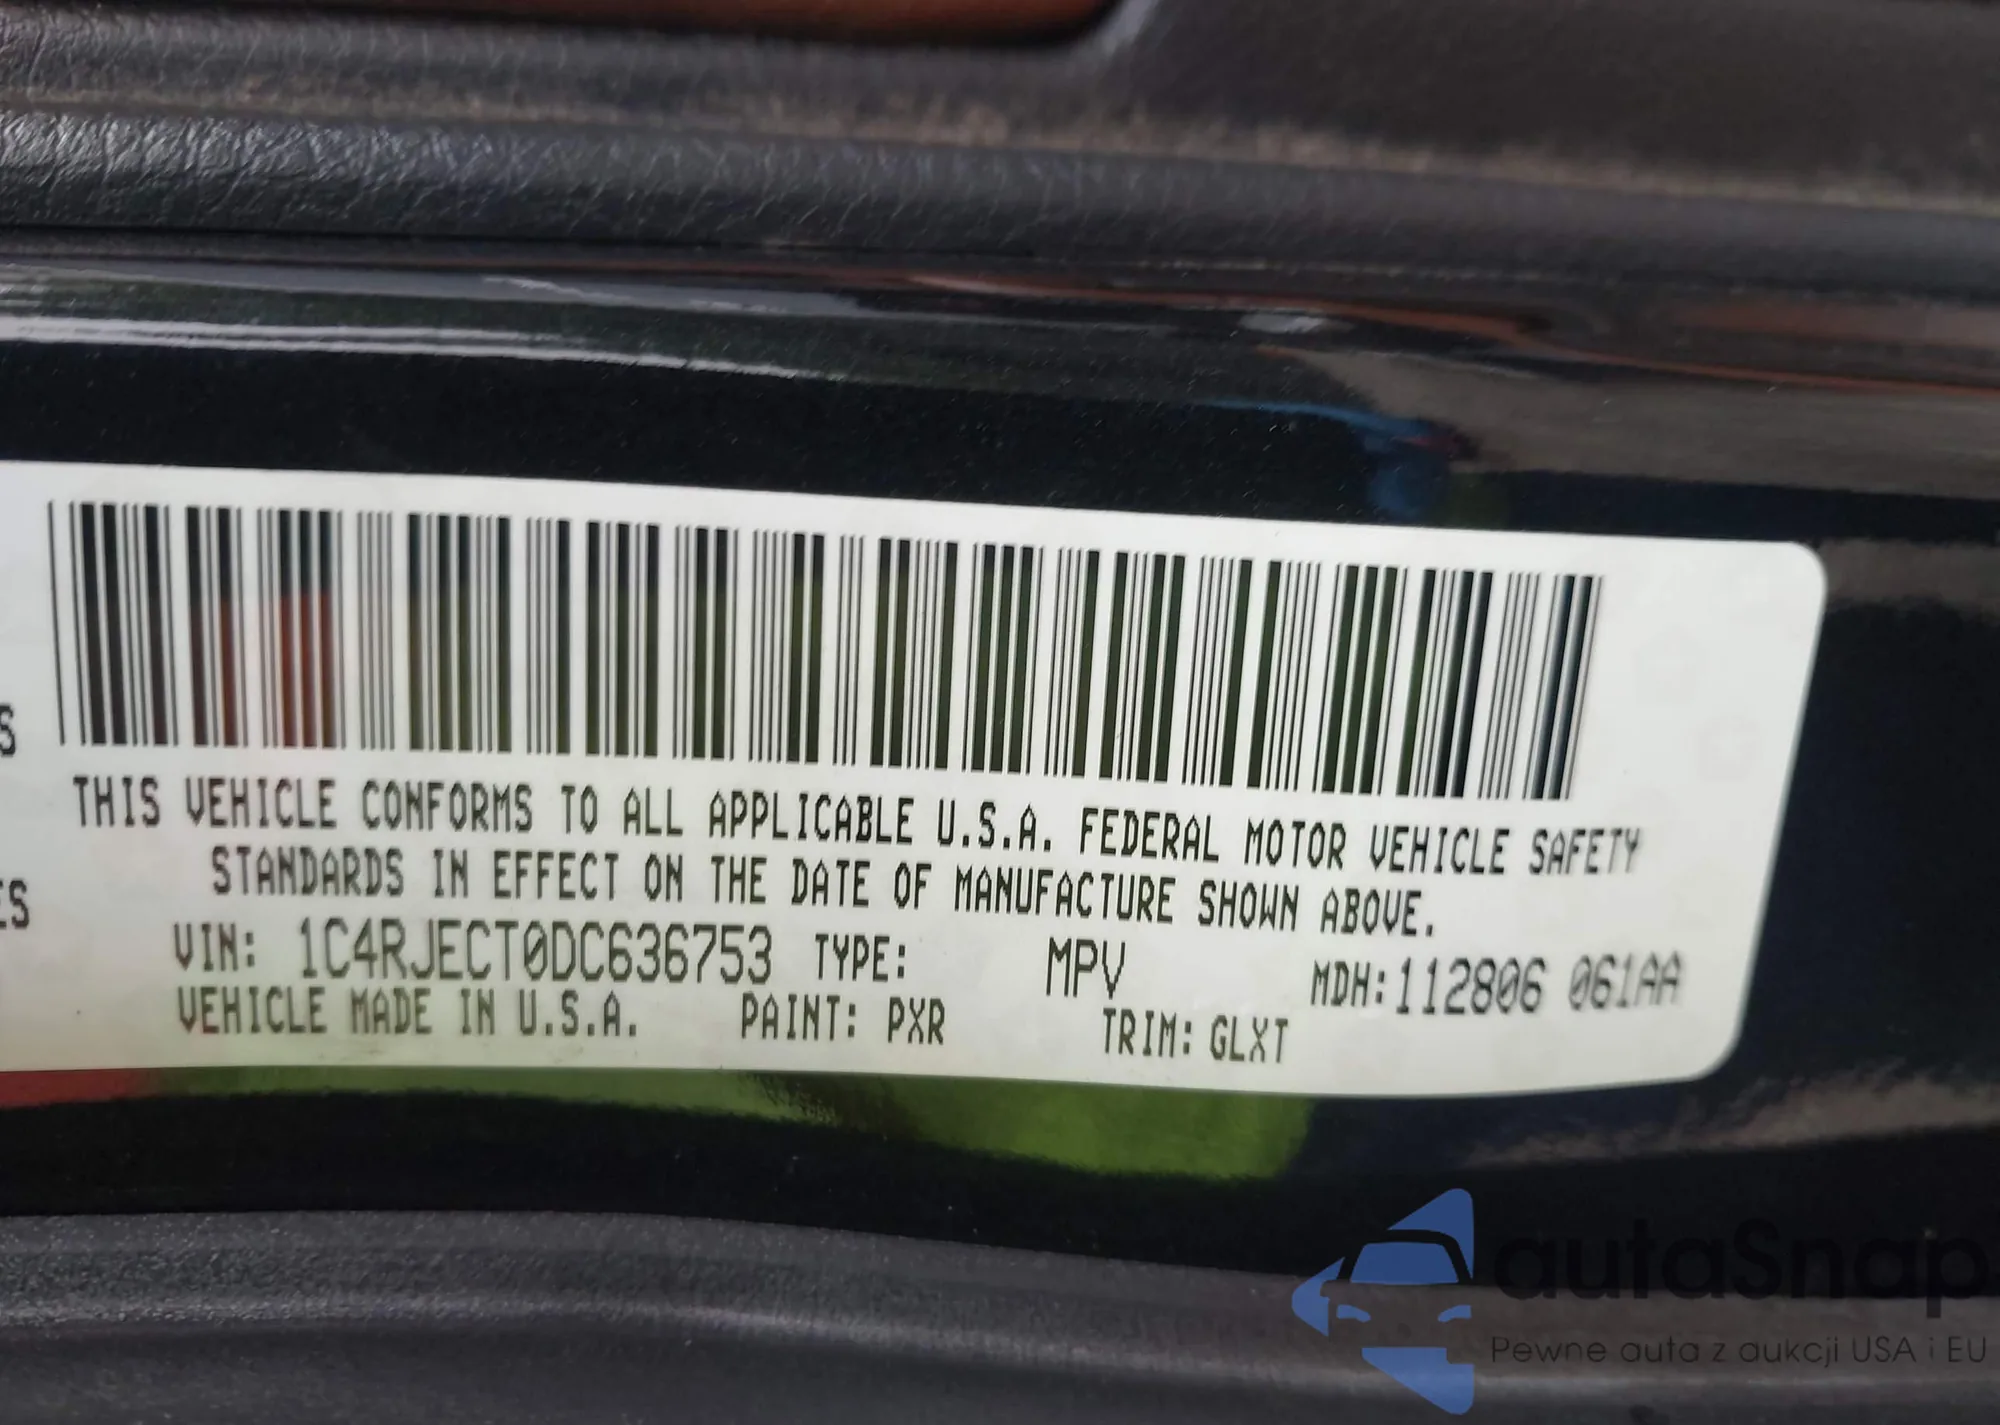 S
THIS VEHICLE CONFORMS TO ALL APPLICABLE U.S.A. FEDERAL MOTOR VEHICLE SAFETY
ES
STANDARDS IN EFFECT ON THE DATE OF MANUFACTURE SHOWN ABOVE.
VIN: 1C4RJECT0DC636753 TYPE: MPV MDH:112806 061AA
VEHICLE MADE IN U.S.A. PAINT: PXR TRIM: GLXT
autaSnap
Pewne auta z aukcji USA i EU